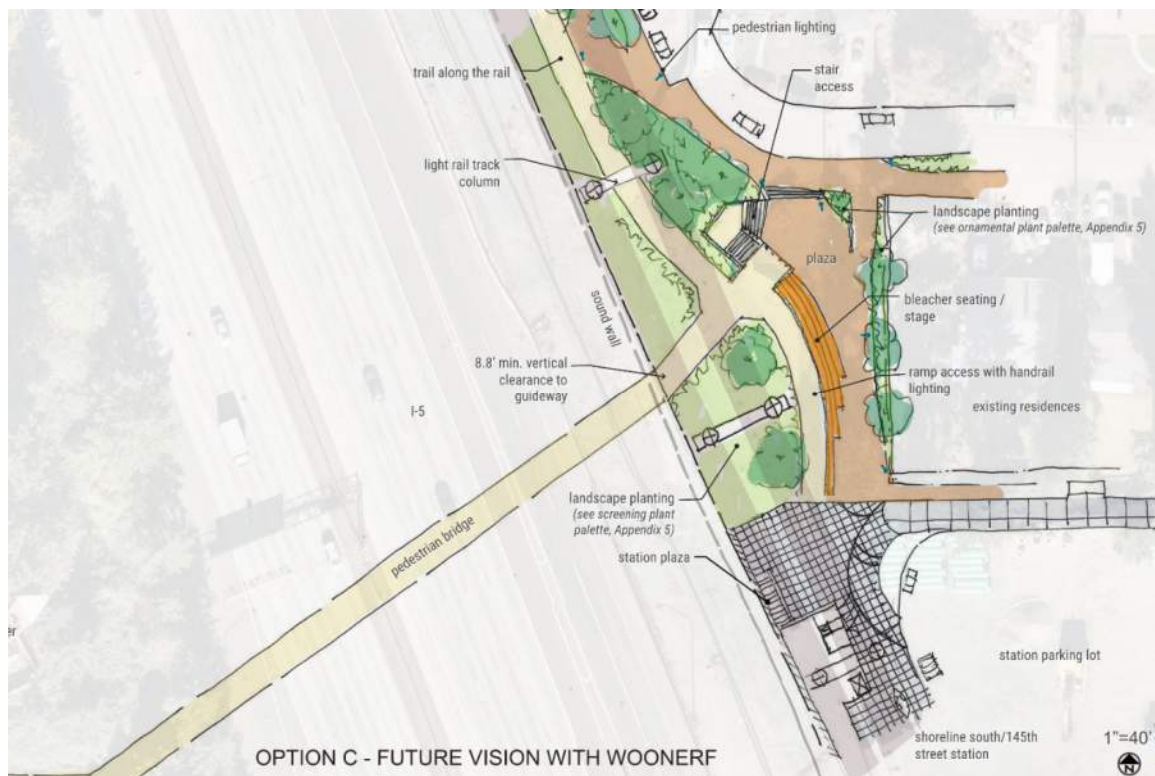 pedestrian lighting
trail along the rail
stair
access
light rail track
column
landscape planting
(see ornamental plant palette, Appendix 5)
plaza
bleacher seating /
stage
sound wall
8.8' min. vertical
clearance to
guideway
ramp access with handrail
lighting
existing residences
I-5
landscape planting
(see screening plant
palette, Appendix 5)
pedestrian bridge
station plaza
er
station parking lot
shoreline south/145th
street station
1"=40'
N
OPTION C - FUTURE VISION WITH WOONERF